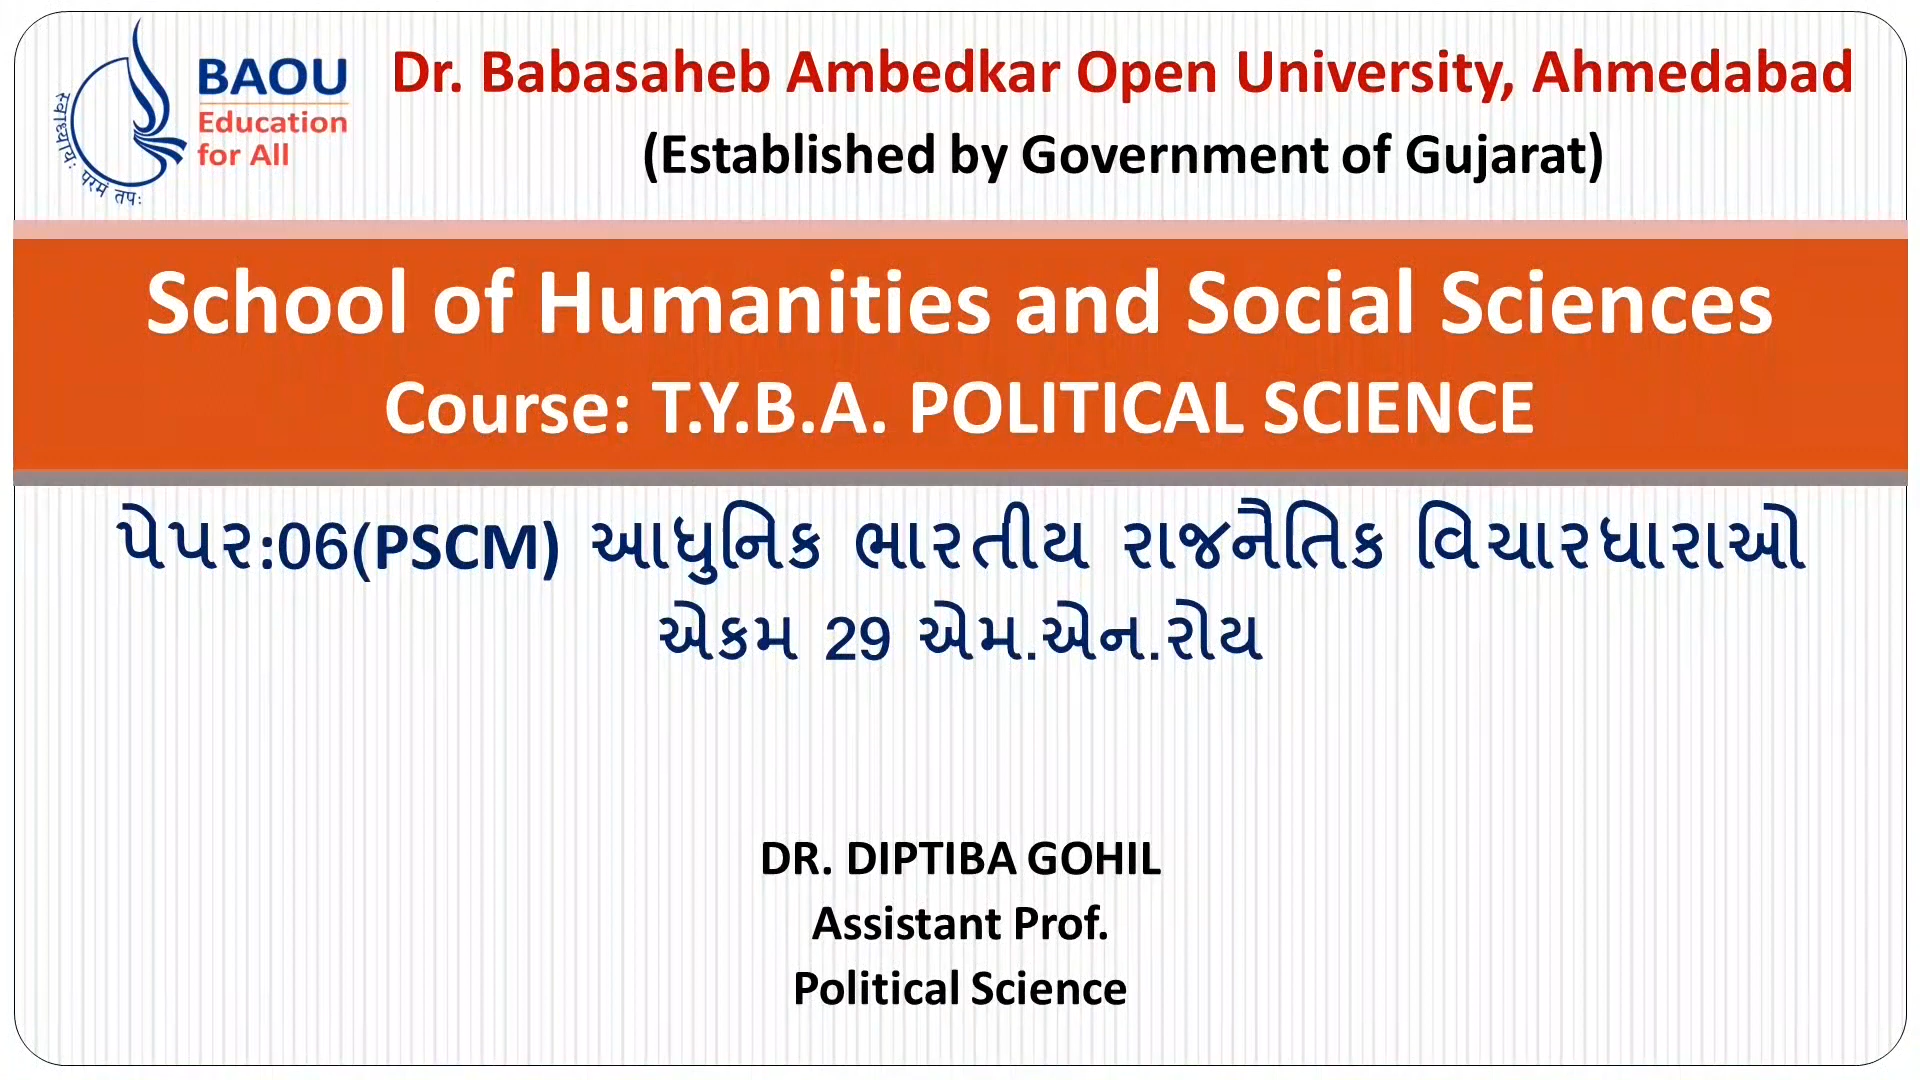 BAOU
Education
for All
स्वाध्यायः परमं तपः
Dr. Babasaheb Ambedkar Open University, Ahmedabad
(Established by Government of Gujarat)
School of Humanities and Social Sciences
Course: T.Y.B.A. POLITICAL SCIENCE
પેપર:06(PSCM) આધુનિક ભારતીય રાજનૈતિક વિચારધારાઓ
એકમ 29 એમ.એન.રોય
DR. DIPTIBA GOHIL
Assistant Prof.
Political Science